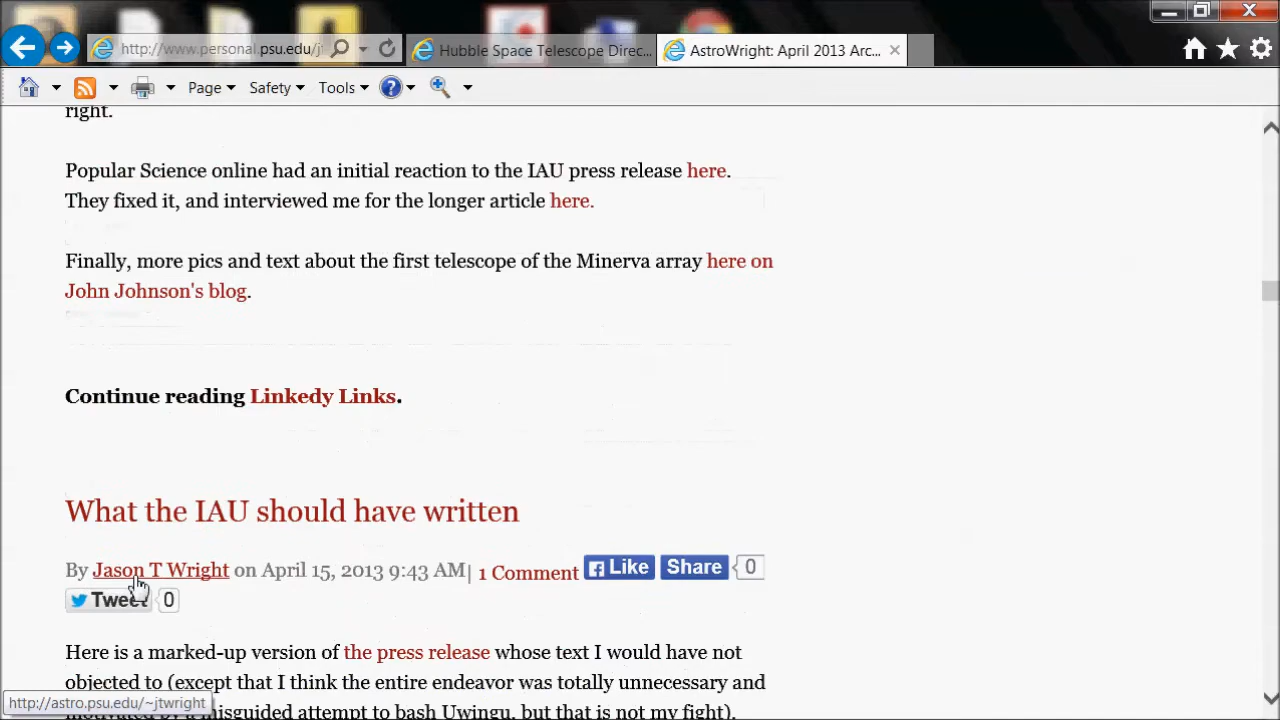 http://www.personal.psu.edu/j
Hubble Space Telescope Direc...
AstroWright: April 2013 Arc...
Page
Safety
Tools
right.
Popular Science online had an initial reaction to the IAU press release here.
They fixed it, and interviewed me for the longer article here.
Finally, more pics and text about the first telescope of the Minerva array here on
John Johnson's blog.
Continue reading Linkedy Links.
What the IAU should have written
By Jason T Wright on April 15, 2013 9:43 AM| 1 Comment Like Share 0
Tweet 0
Here is a marked-up version of the press release whose text I would have not
objected to (except that I think the entire endeavor was totally unnecessary and
motivated by a misguided attempt to bash Uwingu, but that is not my fight).
http://astro.psu.edu/~jtwright